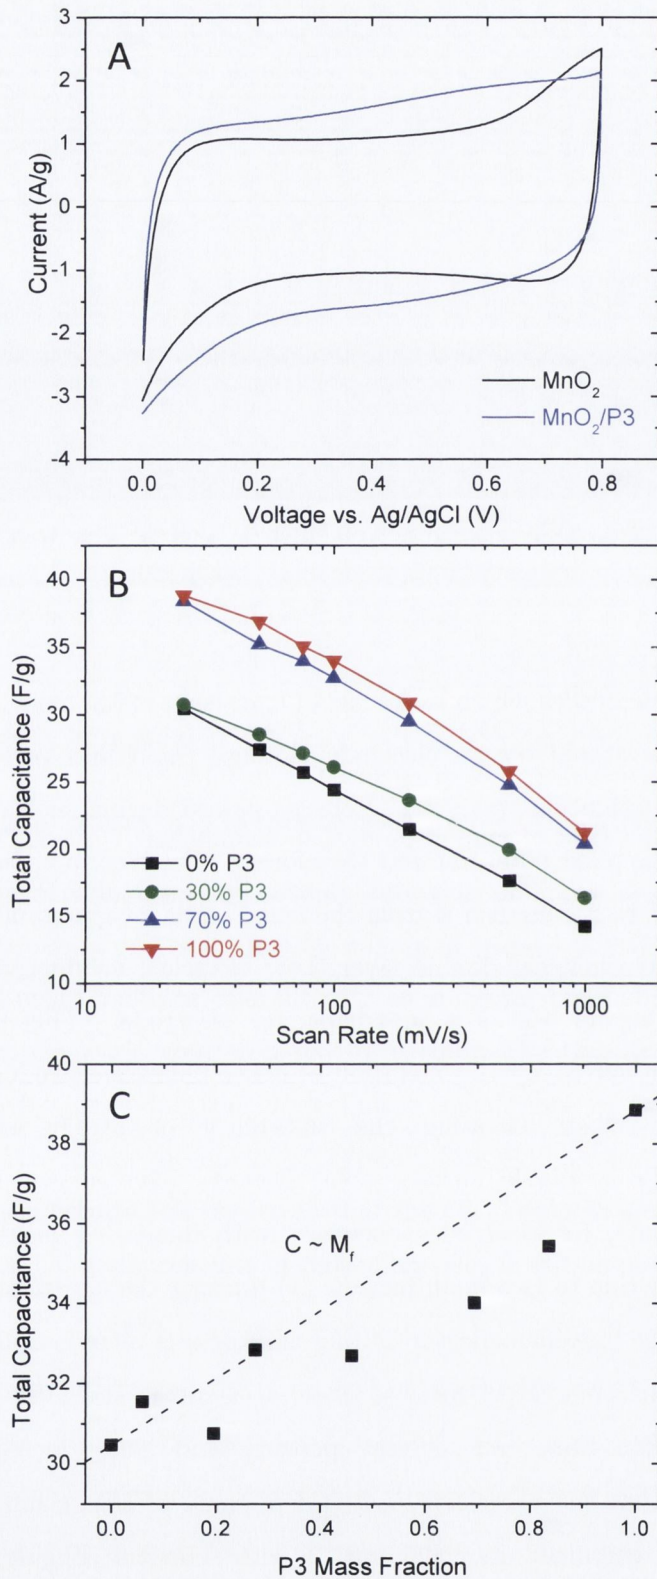 A
3
2
1
0
-1
-2
-3
-4
Current (A/g)
MnO2
MnO2/P3
0.0 0.2 0.4 0.6 0.8
Voltage vs. Ag/AgCl (V)
B
40
35
30
25
20
15
10
Total Capacitance (F/g)
0% P3
30% P3
70% P3
100% P3
10 100 1000
Scan Rate (mV/s)
C
40
38
36
34
32
30
Total Capacitance (F/g)
C ~ Mf
0.0 0.2 0.4 0.6 0.8 1.0
P3 Mass Fraction